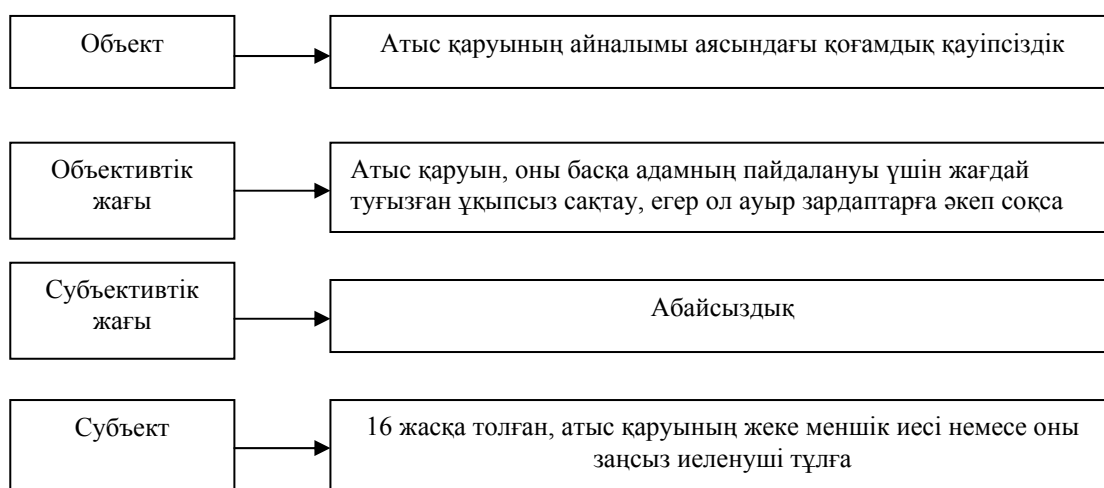 Объект
Атыс қаруының айналымы аясындағы қоғамдық қауіпсіздік
Объективтік
жағы
Атыс қаруын, оны басқа адамның пайдалануы үшін жағдай
туғызған ұқыпсыз сақтау, егер ол ауыр зардаптарға әкеп соқса
Субъективтік
жағы
Абайсыздық
Субъект
16 жасқа толған, атыс қаруының жеке меншік иесі немесе оны
заңсыз иеленуші тұлға